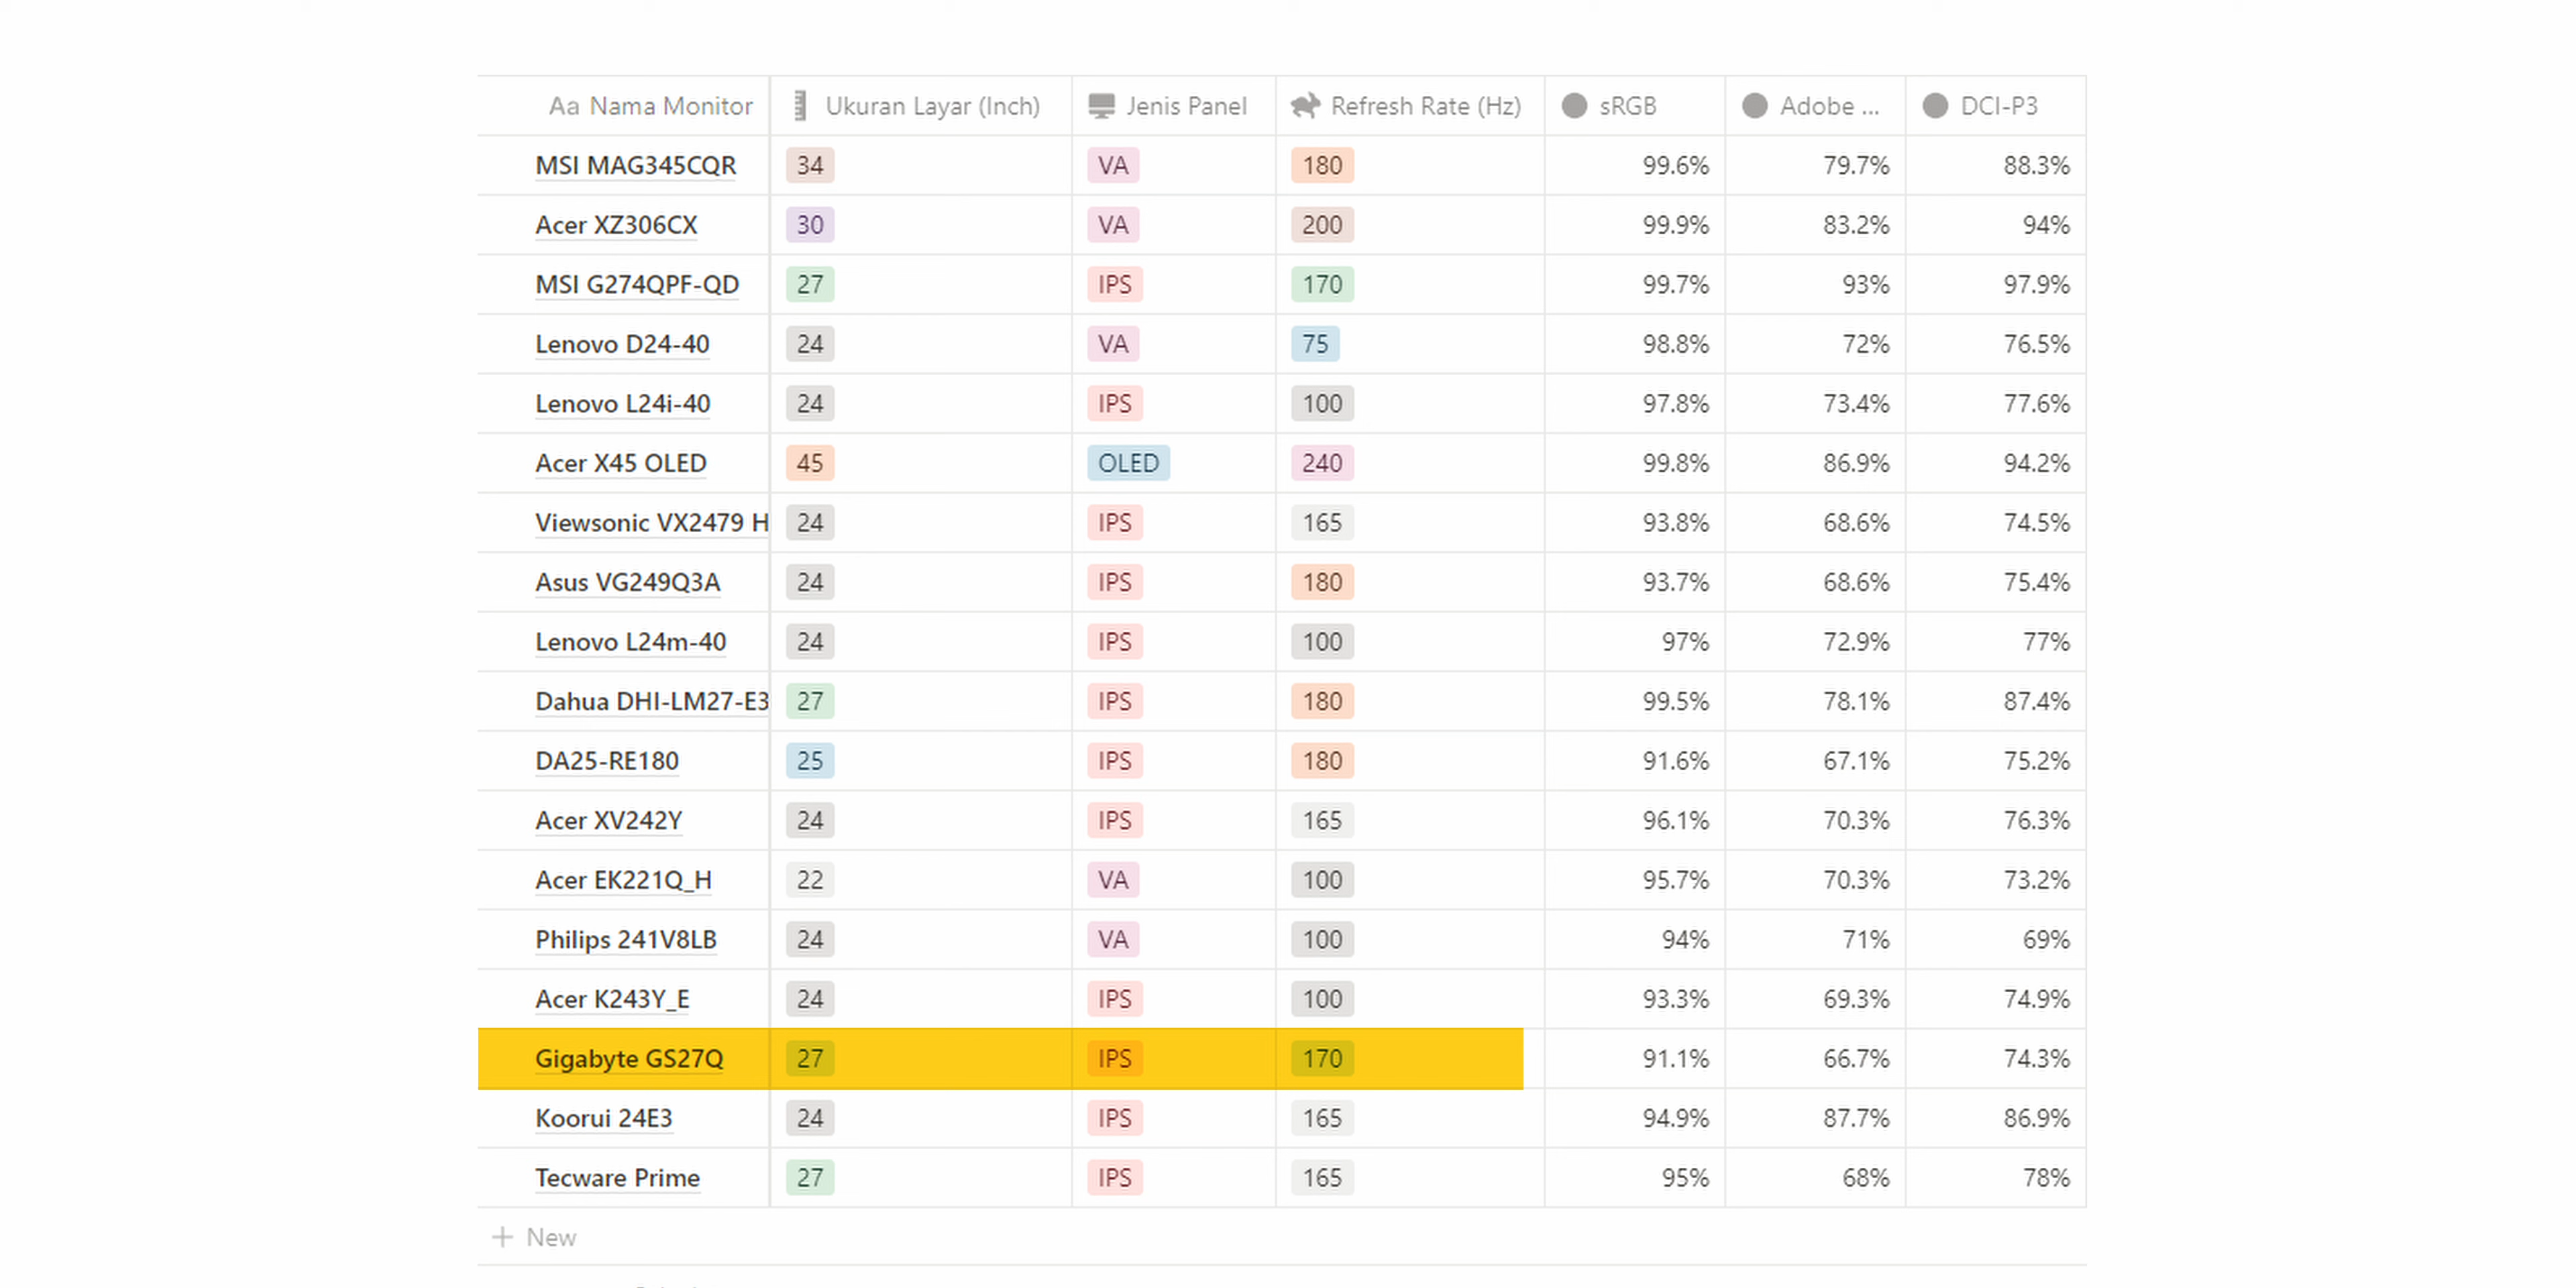 Aa Nama Monitor Ukuran Layar (Inch) Jenis Panel Refresh Rate (Hz) sRGB Adobe ... DCI-P3
MSI MAG345CQR 34 VA 180 99.6% 79.7% 88.3%
Acer XZ306CX 30 VA 200 99.9% 83.2% 94%
MSI G274QPF-QD 27 IPS 170 99.7% 93% 97.9%
Lenovo D24-40 24 VA 75 98.8% 72% 76.5%
Lenovo L24i-40 24 IPS 100 97.8% 73.4% 77.6%
Acer X45 OLED 45 OLED 240 99.8% 86.9% 94.2%
Viewsonic VX2479 H 24 IPS 165 93.8% 68.6% 74.5%
Asus VG249Q3A 24 IPS 180 93.7% 68.6% 75.4%
Lenovo L24m-40 24 IPS 100 97% 72.9% 77%
Dahua DHI-LM27-E3 27 IPS 180 99.5% 78.1% 87.4%
DA25-RE180 25 IPS 180 91.6% 67.1% 75.2%
Acer XV242Y 24 IPS 165 96.1% 70.3% 76.3%
Acer EK221Q_H 22 VA 100 95.7% 70.3% 73.2%
Philips 241V8LB 24 VA 100 94% 71% 69%
Acer K243Y_E 24 IPS 100 93.3% 69.3% 74.9%
Gigabyte GS27Q 27 IPS 170 91.1% 66.7% 74.3%
Koorui 24E3 24 IPS 165 94.9% 87.7% 86.9%
Tecware Prime 27 IPS 165 95% 68% 78%
+ New